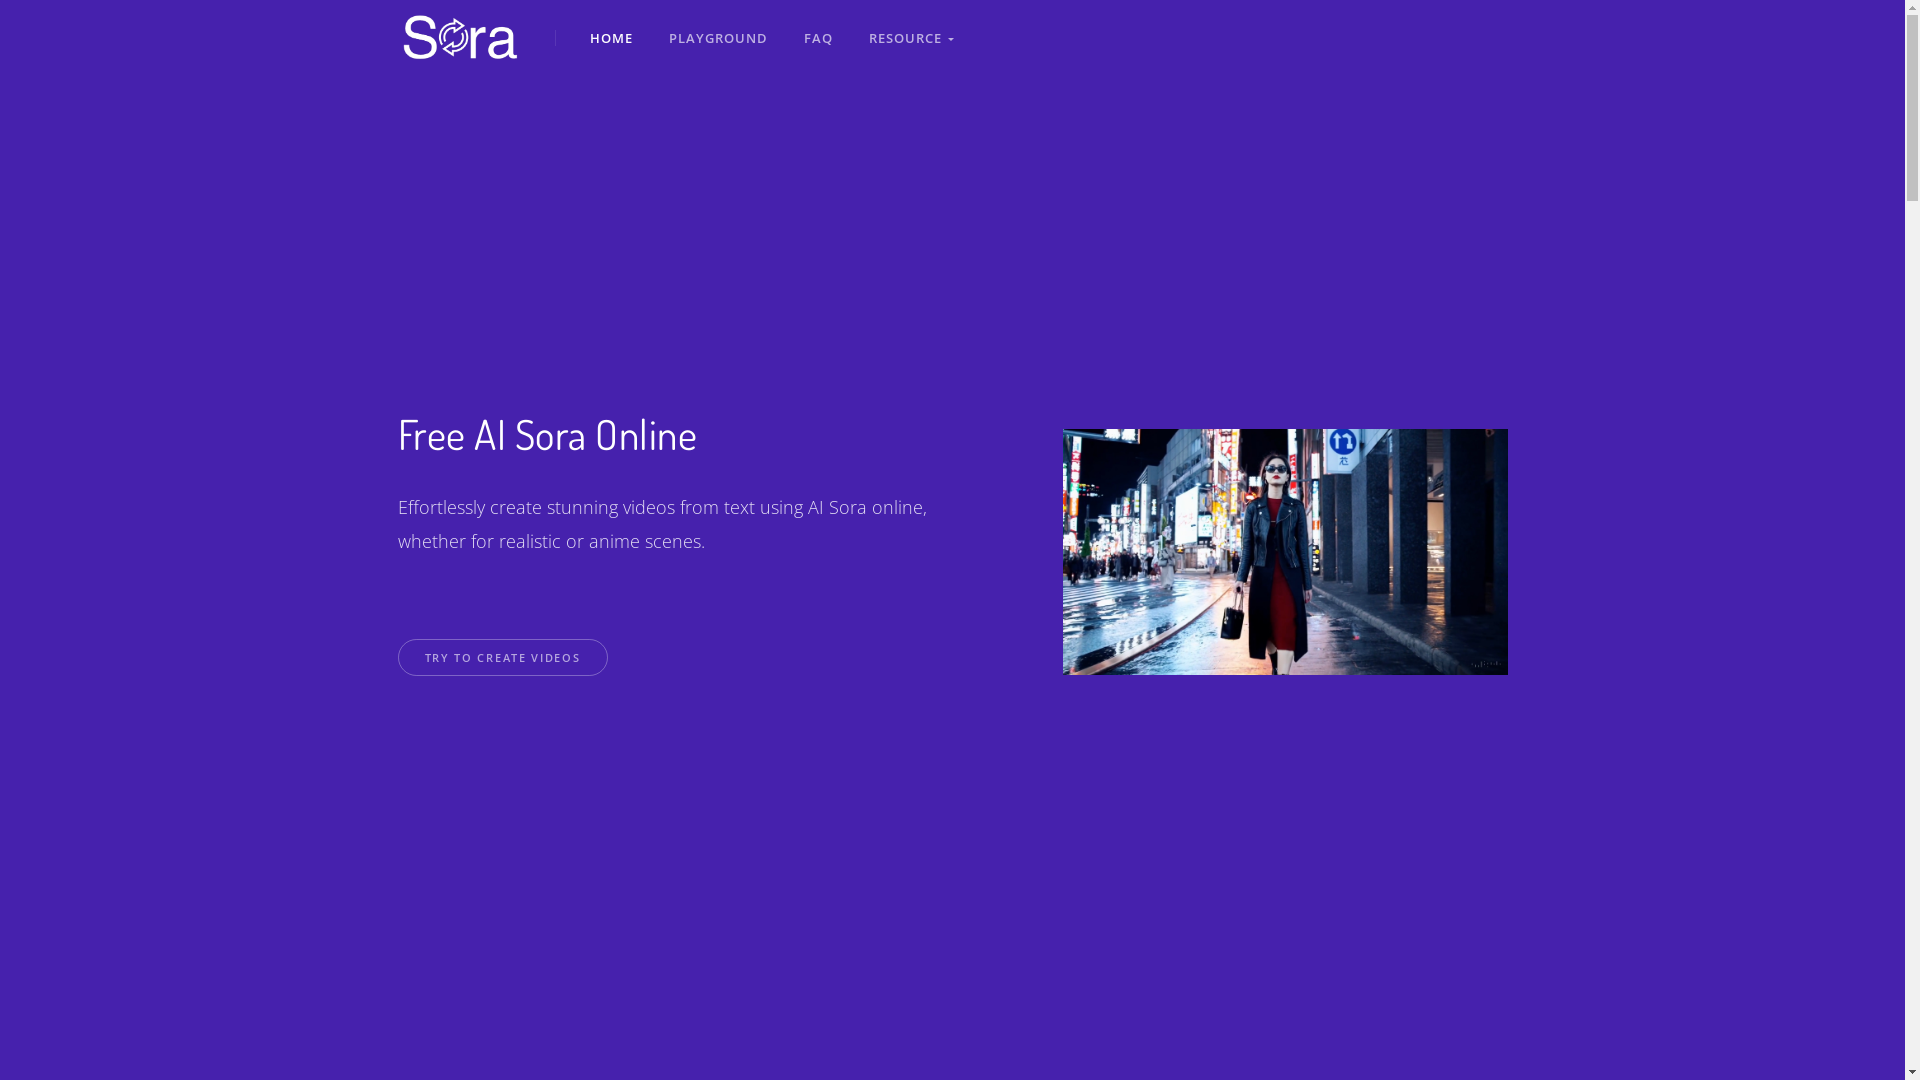 Sora
HOME
PLAYGROUND
FAQ
RESOURCE
Free AI Sora Online
Effortlessly create stunning videos from text using AI Sora online,
whether for realistic or anime scenes.
TRY TO CREATE VIDEOS